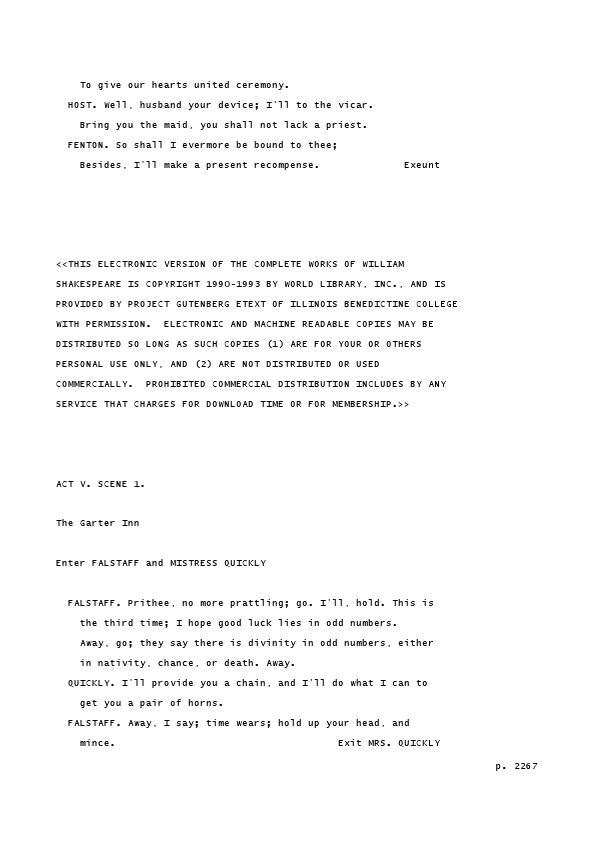 To give our hearts united ceremony.
HOST. Well, husband your device; I'll to the vicar.
Bring you the maid, you shall not lack a priest.
FENTON. So shall I evermore be bound to thee;
Besides, I'll make a present recompense. Exeunt
<<THIS ELECTRONIC VERSION OF THE COMPLETE WORKS OF WILLIAM
SHAKESPEARE IS COPYRIGHT 1990-1993 BY WORLD LIBRARY, INC., AND IS
PROVIDED BY PROJECT GUTENBERG ETEXT OF ILLINOIS BENEDICTINE COLLEGE
WITH PERMISSION. ELECTRONIC AND MACHINE READABLE COPIES MAY BE
DISTRIBUTED SO LONG AS SUCH COPIES (1) ARE FOR YOUR OR OTHERS
PERSONAL USE ONLY, AND (2) ARE NOT DISTRIBUTED OR USED
COMMERCIALLY. PROHIBITED COMMERCIAL DISTRIBUTION INCLUDES BY ANY
SERVICE THAT CHARGES FOR DOWNLOAD TIME OR FOR MEMBERSHIP.>>
ACT V. SCENE 1.
The Garter Inn
Enter FALSTAFF and MISTRESS QUICKLY
FALSTAFF. Prithee, no more prattling; go. I'll, hold. This is
the third time; I hope good luck lies in odd numbers.
Away, go; they say there is divinity in odd numbers, either
in nativity, chance, or death. Away.
QUICKLY. I'll provide you a chain, and I'll do what I can to
get you a pair of horns.
FALSTAFF. Away, I say; time wears; hold up your head, and
mince. Exit MRS. QUICKLY
p. 2267